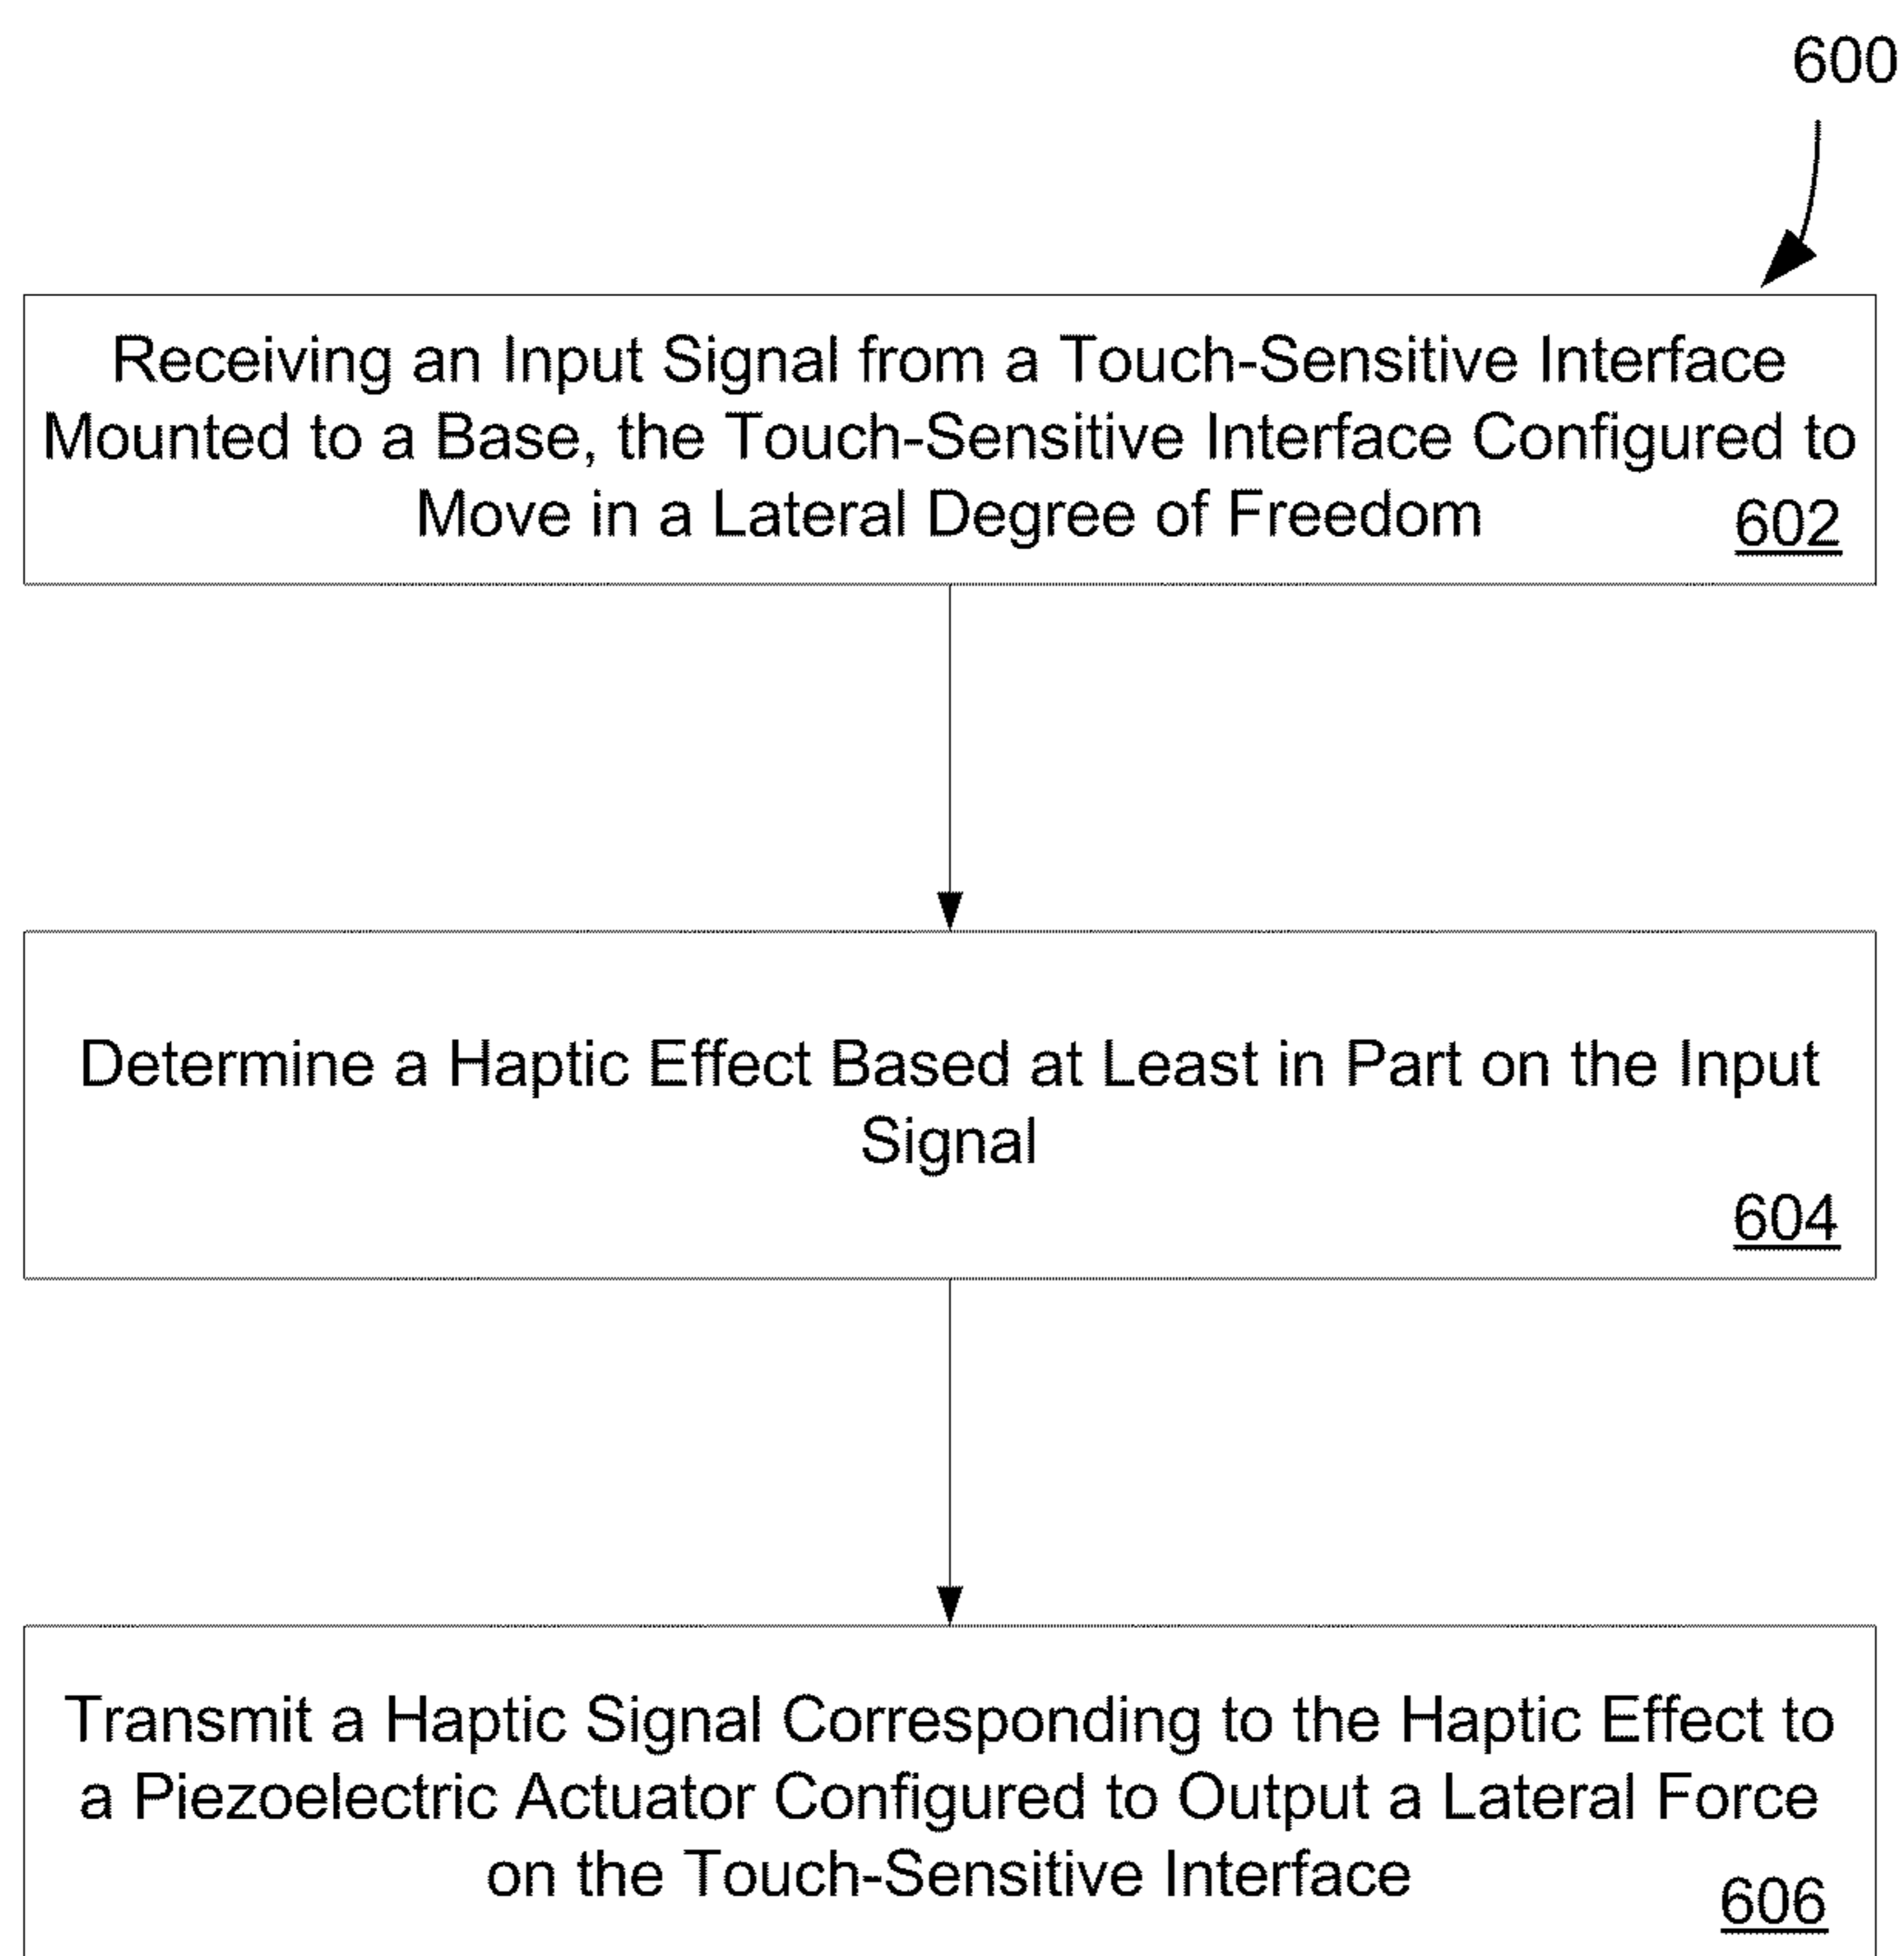 600
Receiving an Input Signal from a Touch-Sensitive Interface
Mounted to a Base, the Touch-Sensitive Interface Configured to
Move in a Lateral Degree of Freedom
602
Determine a Haptic Effect Based at Least in Part on the Input
Signal
604
Transmit a Haptic Signal Corresponding to the Haptic Effect to
a Piezoelectric Actuator Configured to Output a Lateral Force
on the Touch-Sensitive Interface
606